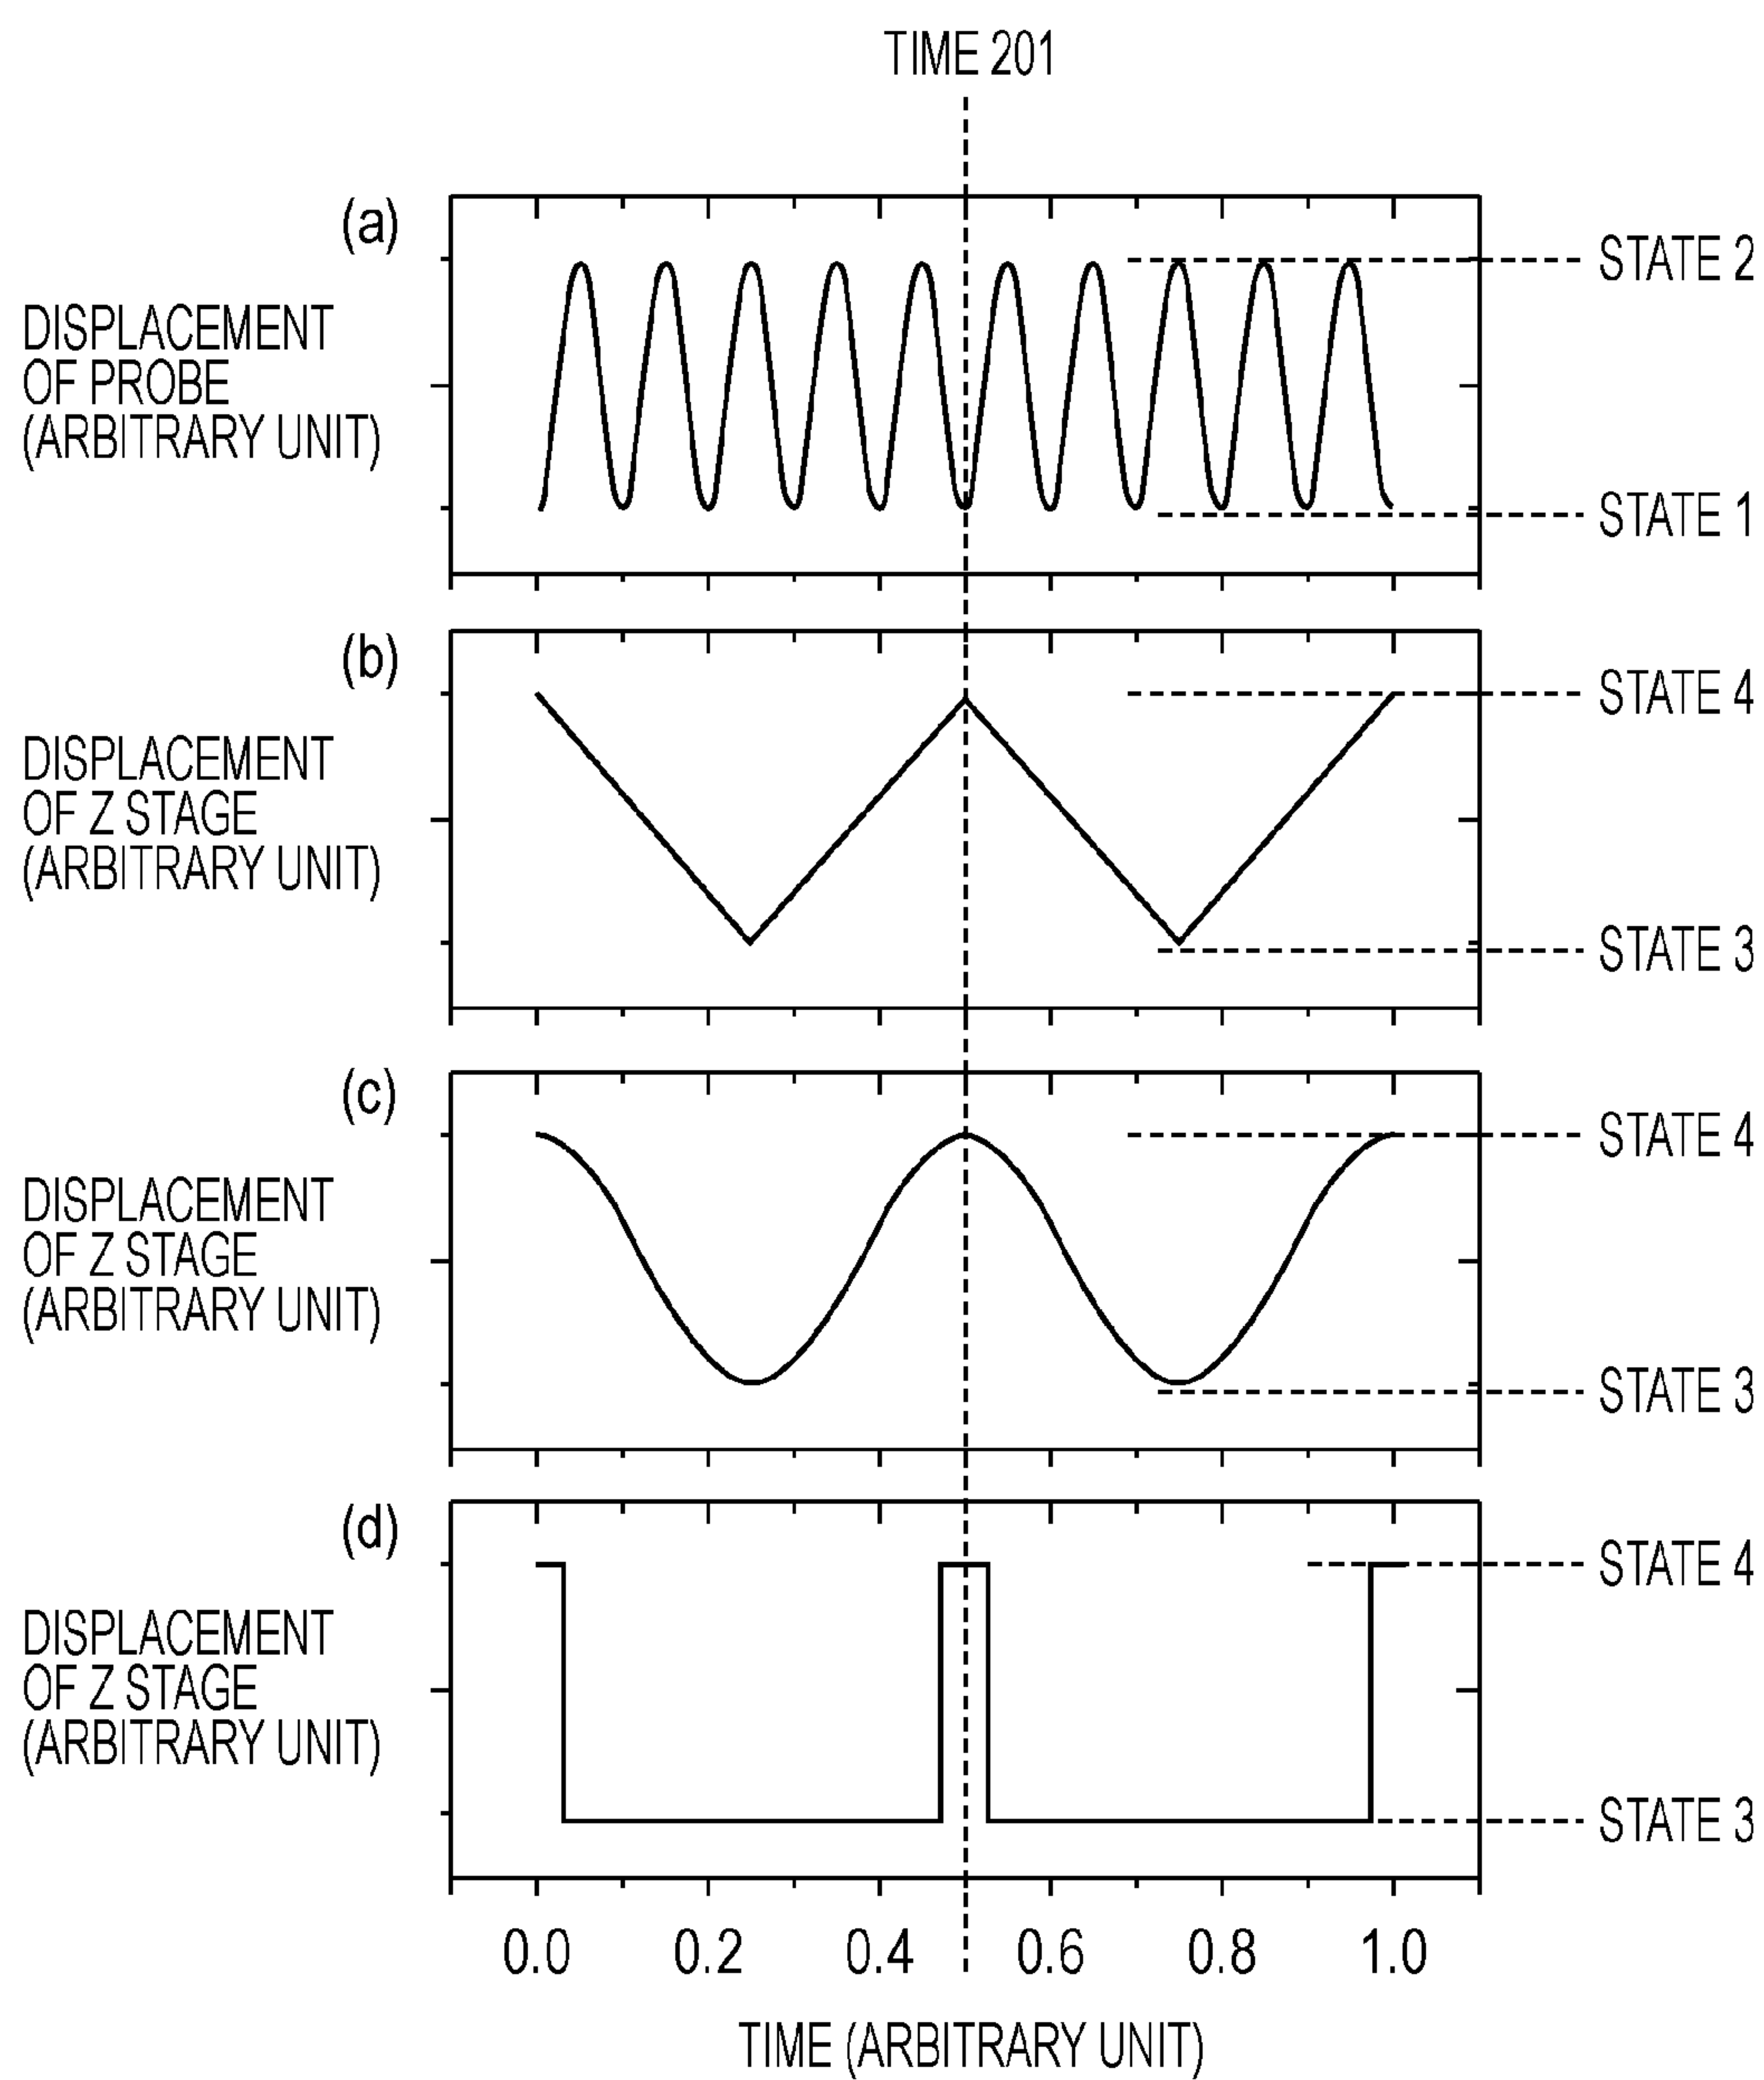 TIME 201
(a)
DISPLACEMENT
OF PROBE
(ARBITRARY UNIT)
STATE 2
STATE 1
(b)
DISPLACEMENT
OF Z STAGE
(ARBITRARY UNIT)
STATE 4
STATE 3
(c)
DISPLACEMENT
OF Z STAGE
(ARBITRARY UNIT)
STATE 4
STATE 3
(d)
DISPLACEMENT
OF Z STAGE
(ARBITRARY UNIT)
STATE 4
STATE 3
0.0 0.2 0.4 0.6 0.8 1.0
TIME (ARBITRARY UNIT)